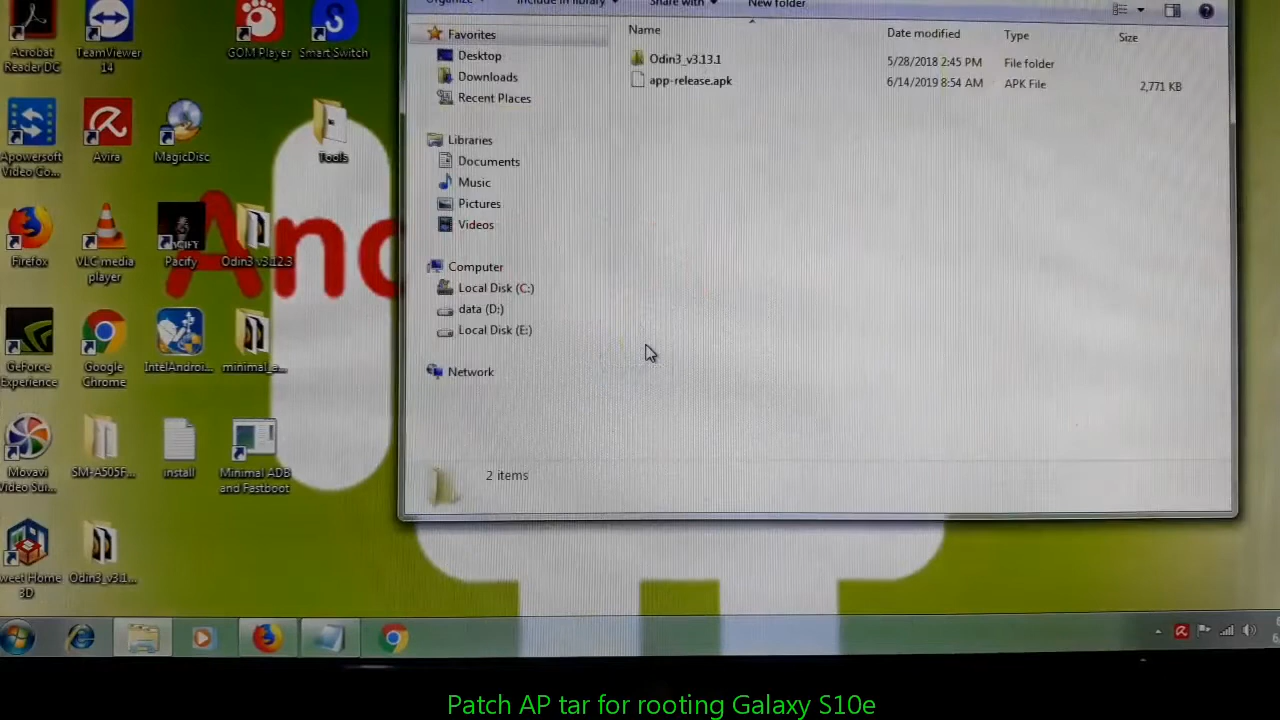 Organize
Include in library
Share with
New folder
Acrobat
Reader DC
TeamViewer
14
GOM Player
Smart Switch
Favorites
Desktop
Downloads
Recent Places
Libraries
Documents
Music
Pictures
Videos
Computer
Local Disk (C:)
data (D:)
Local Disk (E:)
Network
Name
Date modified
Type
Size
Odin3_v3.13.1
5/28/2018 2:45 PM
File folder
app-release.apk
6/14/2019 8:54 AM
APK File
2,771 KB
2 items
Apowersoft
Video Co...
Avira
MagicDisc
Tools
And
Firefox
VLC media
player
Pacify
Odin3 v3.12.3
GeForce
Experience
Google
Chrome
IntelAndroi...
minimal_a...
Movavi
Video Sui...
SM-A505F...
install
Minimal ADB
and Fastboot
weet Home
3D
Odin3_v3.1...
Patch AP tar for rooting Galaxy S10e